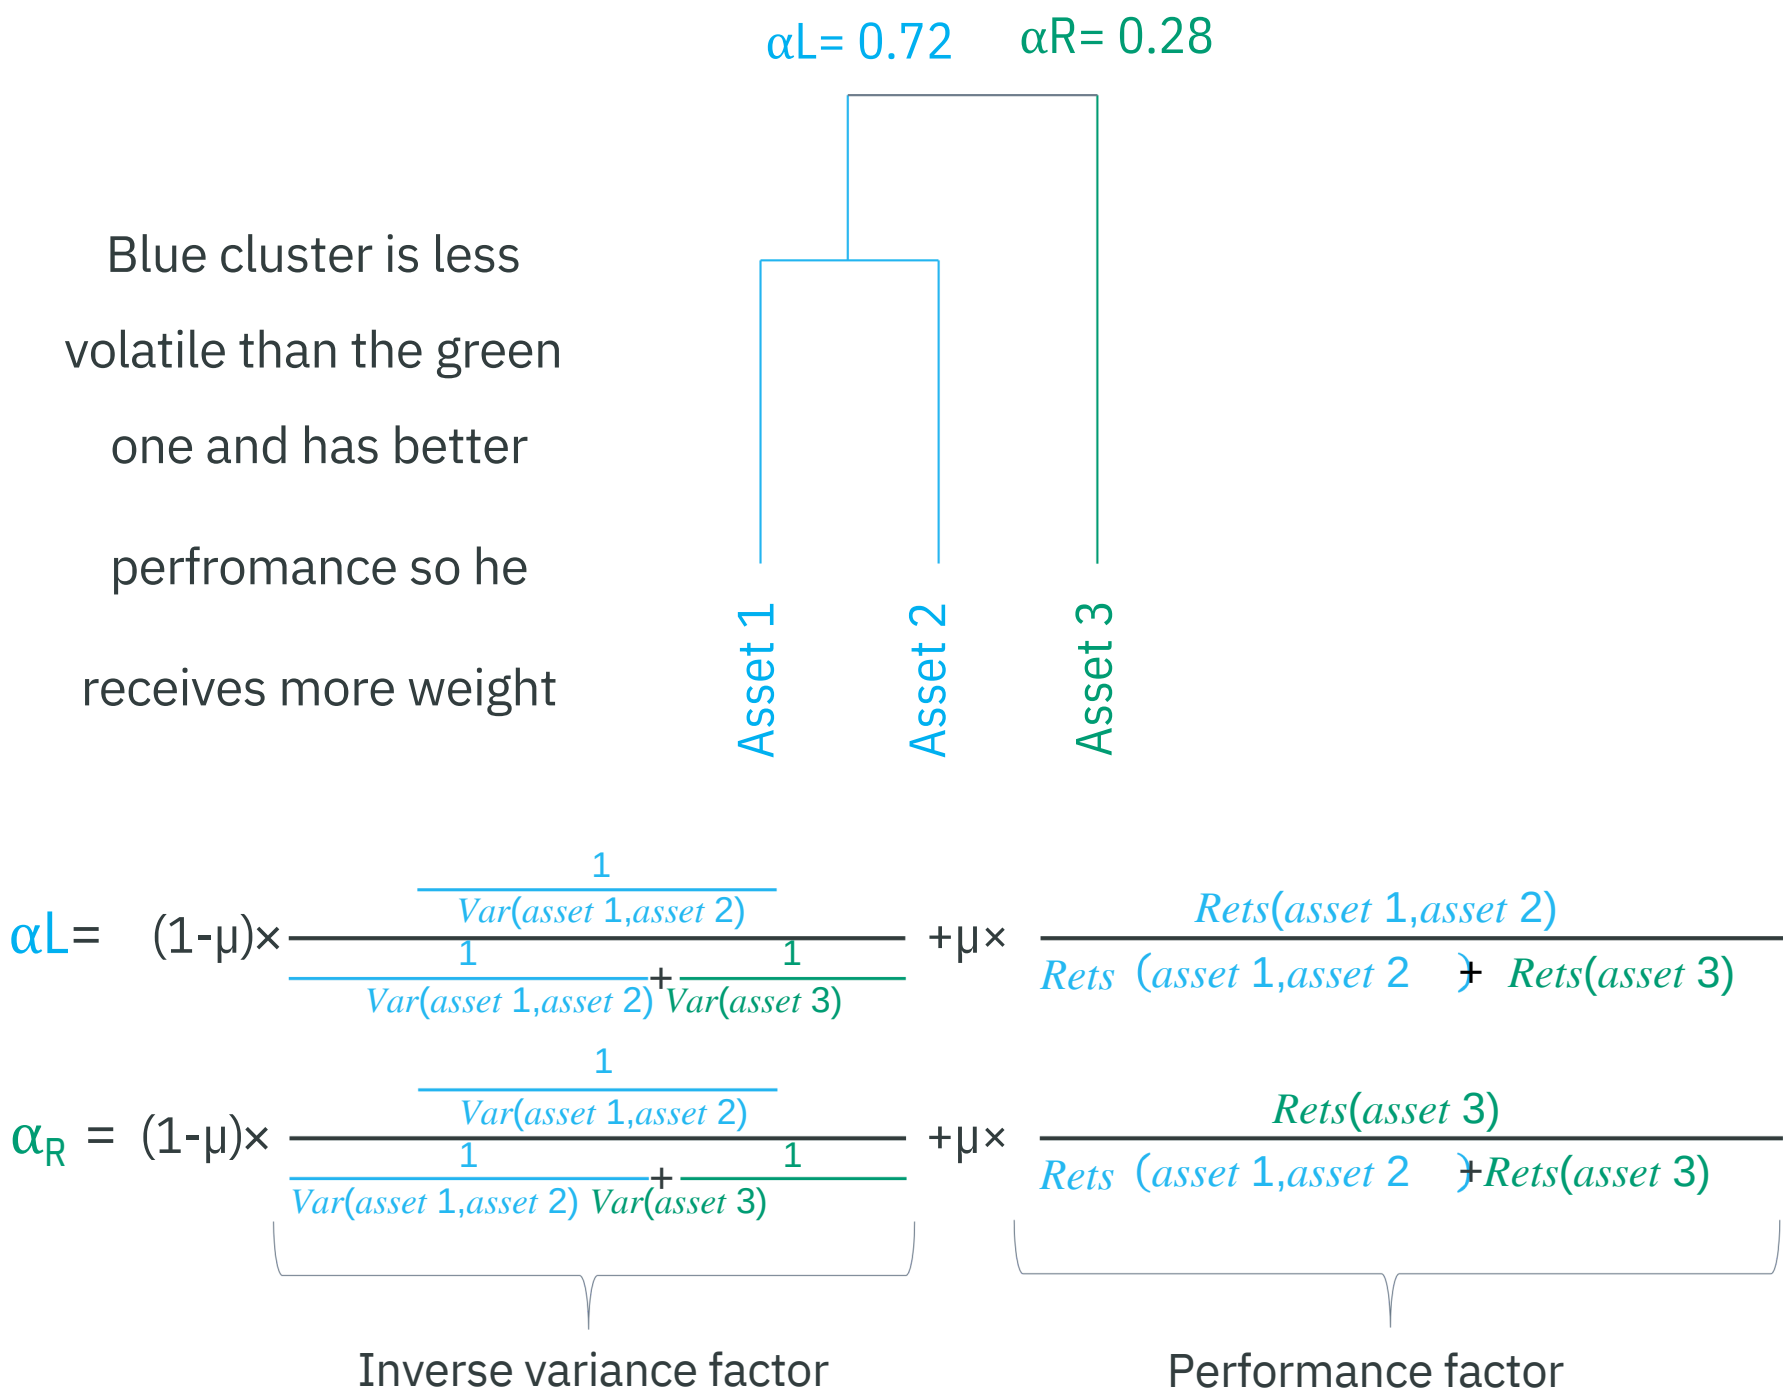 αL= 0.72 αR= 0.28
Blue cluster is less
volatile than the green
one and has better
perfromance so he
receives more weight
Asset 1
Asset 2
Asset 3
1
Var(asset 1,asset 2)
αL= (1-μ)× +μ×
Rets(asset 1,asset 2)
1 + 1
Var(asset 1,asset 2) Var(asset 3)
Rets (asset 1,asset 2 )+ Rets(asset 3)
1
Var(asset 1,asset 2)
αR = (1-μ)× +μ×
Rets(asset 3)
1 + 1
Var(asset 1,asset 2) Var(asset 3)
Rets (asset 1,asset 2 )+Rets(asset 3)
Inverse variance factor
Performance factor